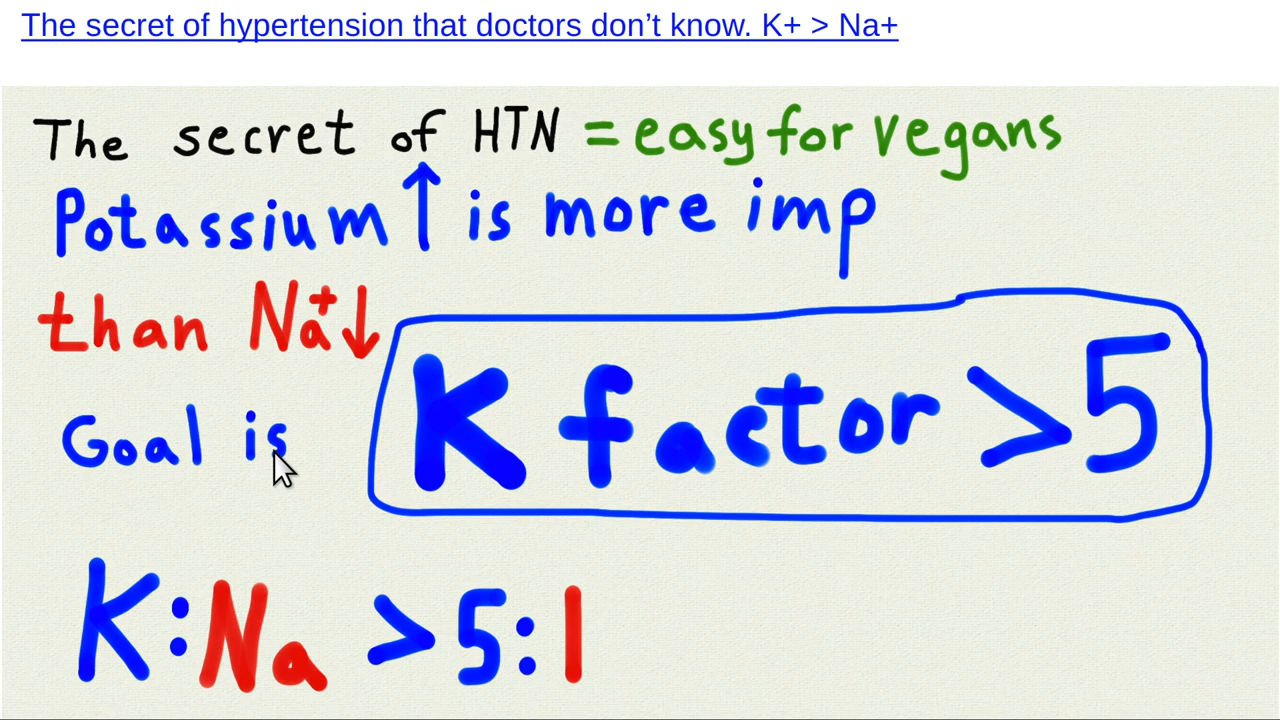 The secret of hypertension that doctors don’t know. K+ > Na+
The secret of HTN = easy for vegans
Potassium ↑ is more imp
than Na+ ↓
Goal is K factor >5
K:Na > 5:1